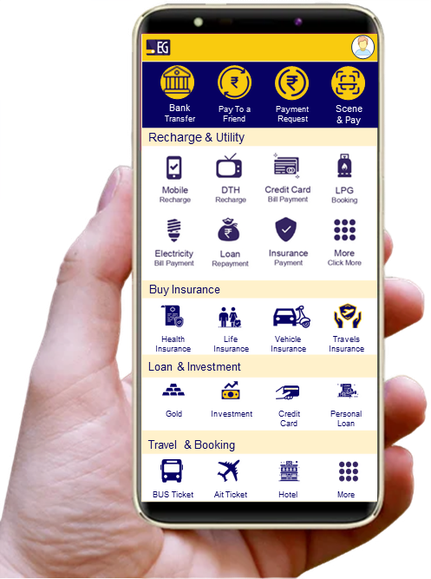 EG
Bank Pay To a Payment Scene
Transfer Friend Request & Pay
Recharge & Utility
Mobile DTH Credit Card LPG
Recharge Recharge Bill Payment Booking
Electricity Loan Insurance More
Bill Payment Repayment Payment Click More
Buy Insurance
Health Life Vehicle Travels
Insurance Insurance Insurance Insurance
Loan & Investment
Gold Investment Credit Personal
Card Loan
Travel & Booking
BUS Ticket Ait Ticket Hotel More